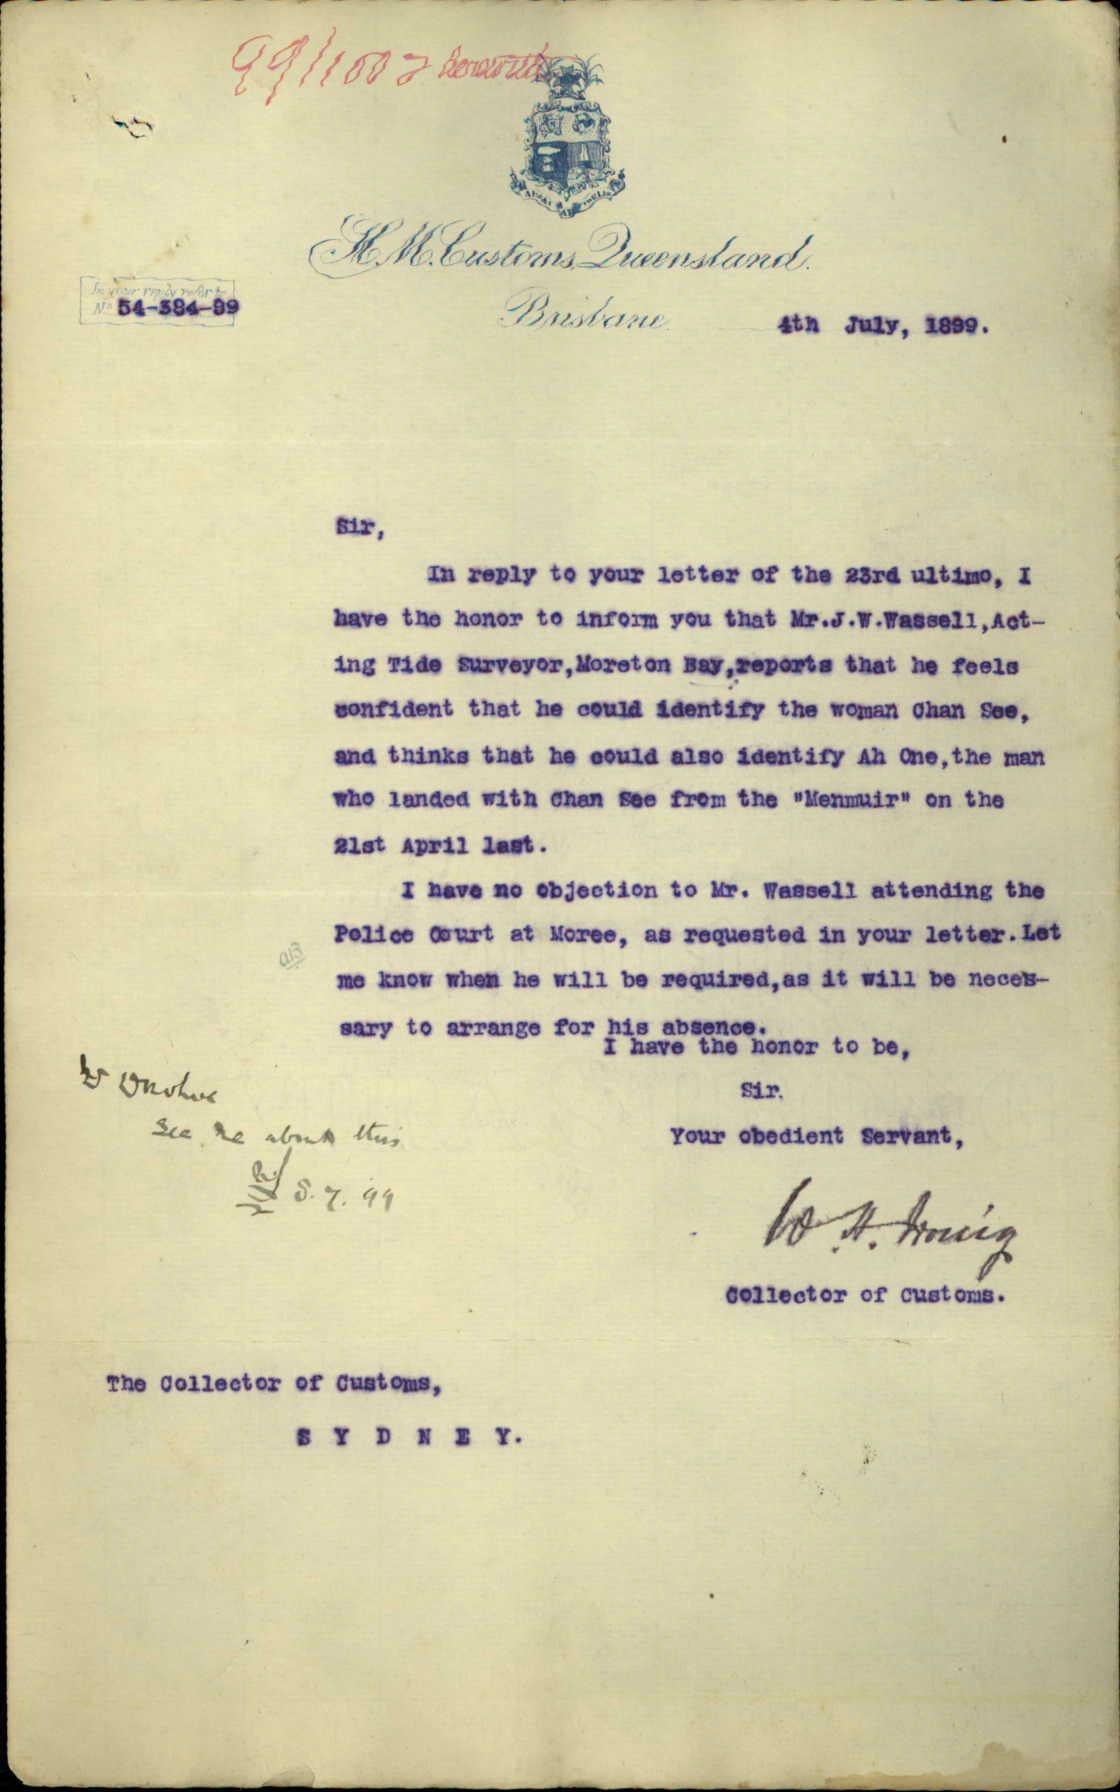 H.M. Customs, Queensland.
In your reply refer to
No 54-384-99
Brisbane
4th July, 1899.
Sir,
In reply to your letter of the 23rd ultimo, I
have the honor to inform you that Mr.J.W.Wassell,Act-
ing Tide Surveyor,Moreton Bay,reports that he feels
confident that he could identify the woman Chan See,
and thinks that he could also identify Ah One,the man
who landed with Chan See from the "Menmuir" on the
21st April last.
I have no objection to Mr. Wassell attending the
Police Court at Moree, as requested in your letter.Let
me know when he will be required,as it will be neces-
sary to arrange for his absence.
I have the honor to be,
Sir.
Your obedient Servant,
See me about this
5.7.99
W. H. Irving
Collector of Customs.
The Collector of Customs,
S Y D N E Y.